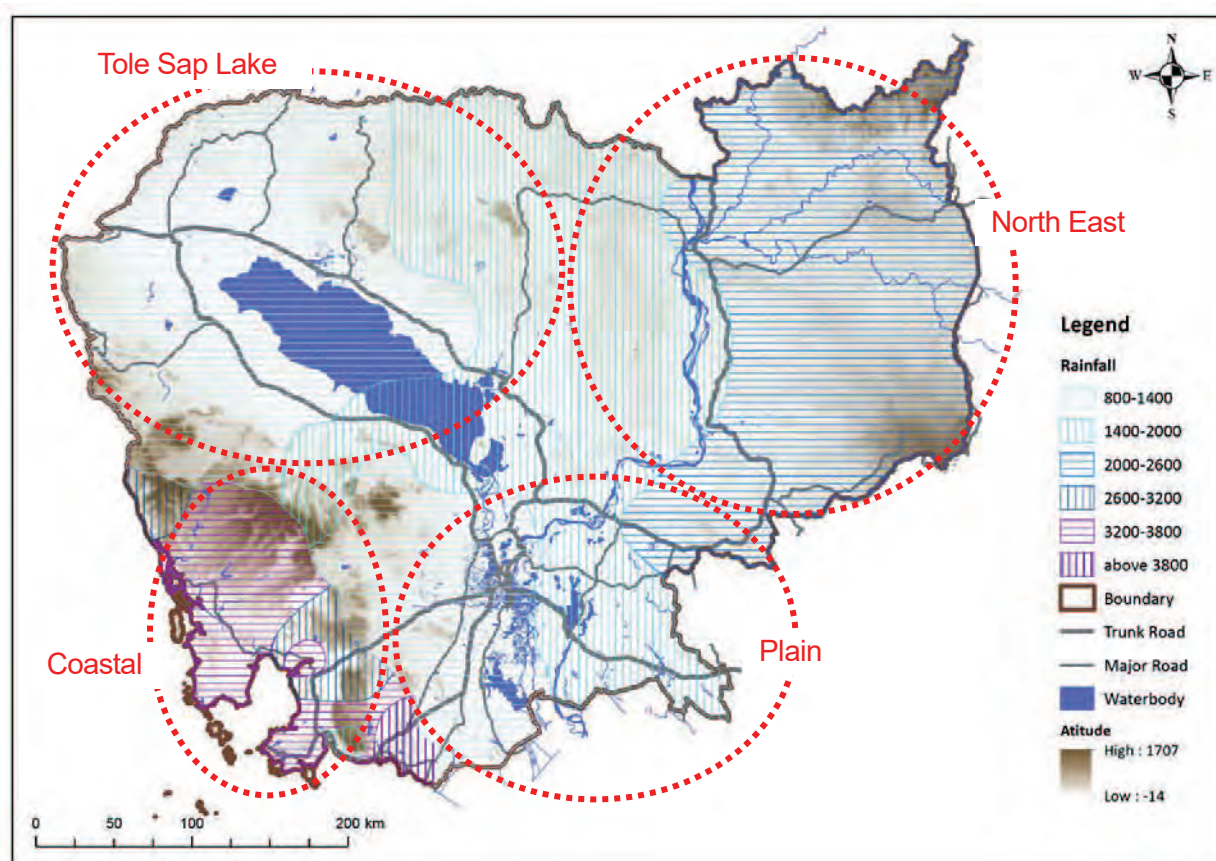 Tole Sap Lake
N
W E
S
North East
Coastal
Plain
Legend
Rainfall
800-1400
1400-2000
2000-2600
2600-3200
3200-3800
above 3800
Boundary
Trunk Road
Major Road
Waterbody
Atitude
High : 1707
Low : -14
0 50 100 200 km